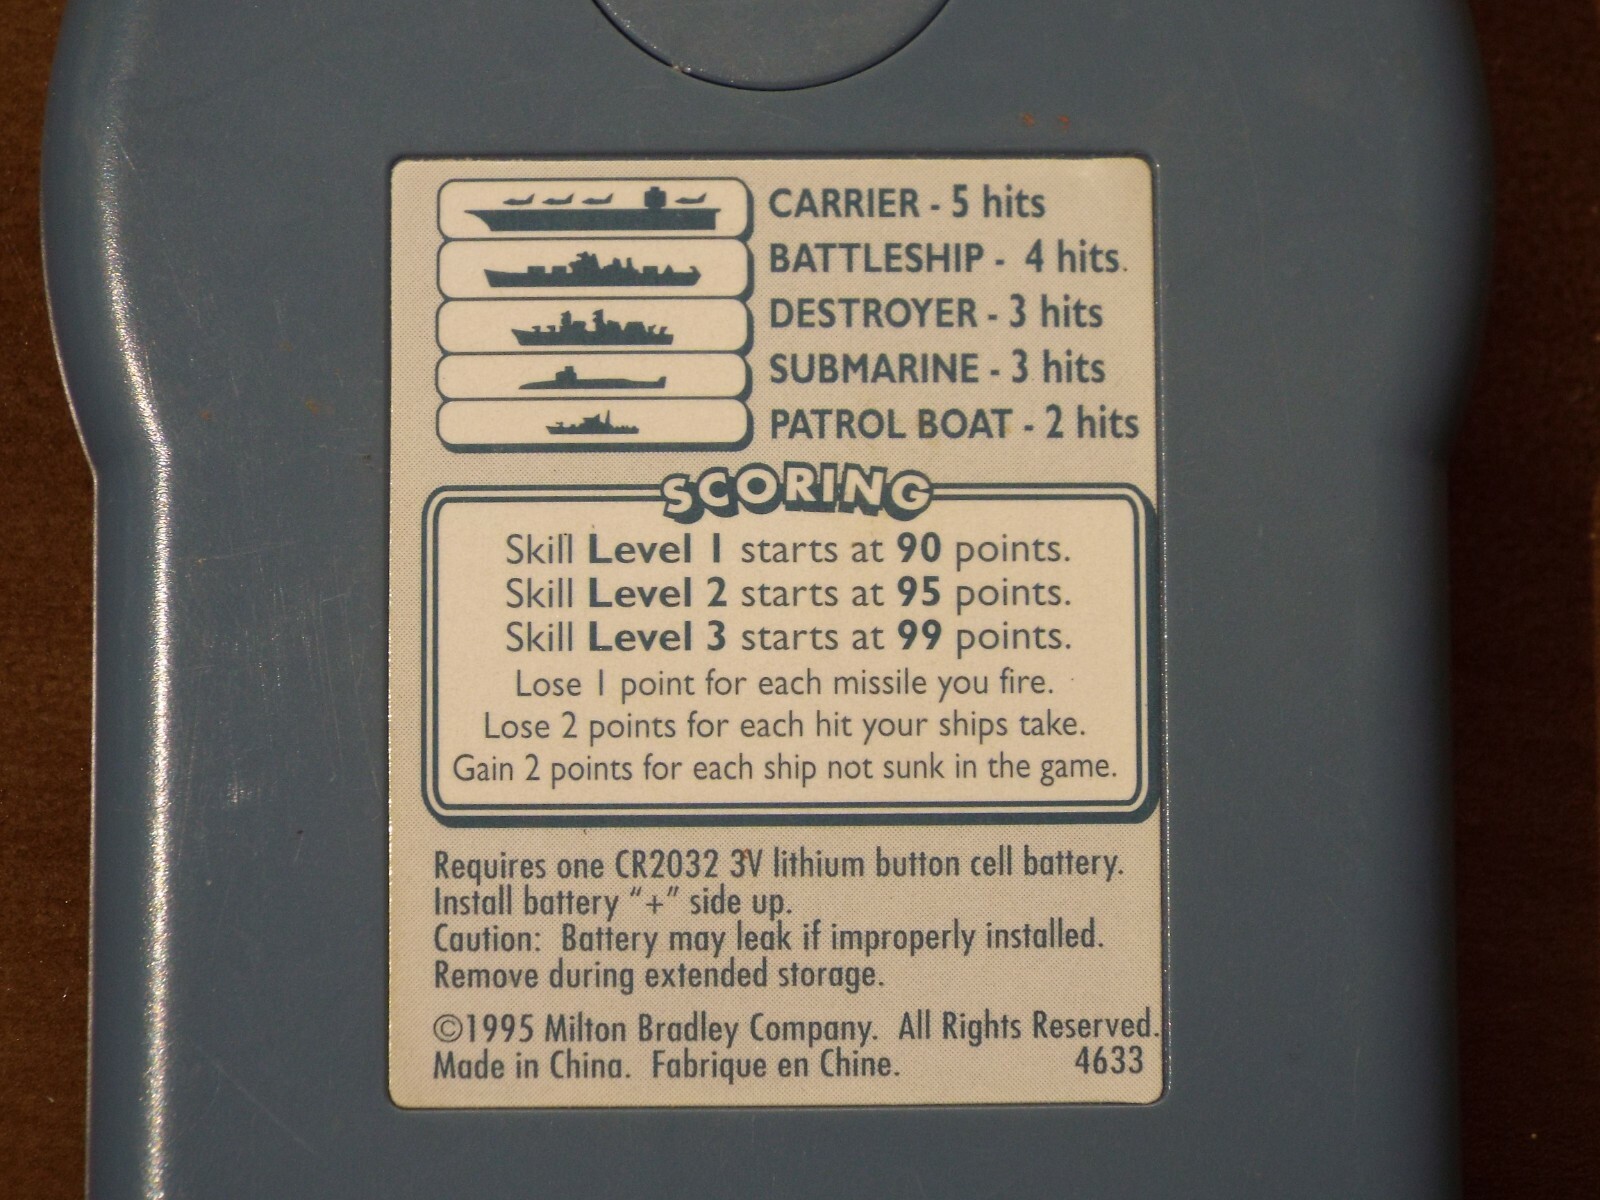 CARRIER - 5 hits
BATTLESHIP - 4 hits.
DESTROYER - 3 hits
SUBMARINE - 3 hits
PATROL BOAT - 2 hits
SCORING
Skill Level 1 starts at 90 points.
Skill Level 2 starts at 95 points.
Skill Level 3 starts at 99 points.
Lose 1 point for each missile you fire.
Lose 2 points for each hit your ships take.
Gain 2 points for each ship not sunk in the game.
Requires one CR2032 3V lithium button cell battery.
Install battery “+” side up.
Caution: Battery may leak if improperly installed.
Remove during extended storage.
©1995 Milton Bradley Company. All Rights Reserved.
Made in China. Fabrique en Chine. 4633